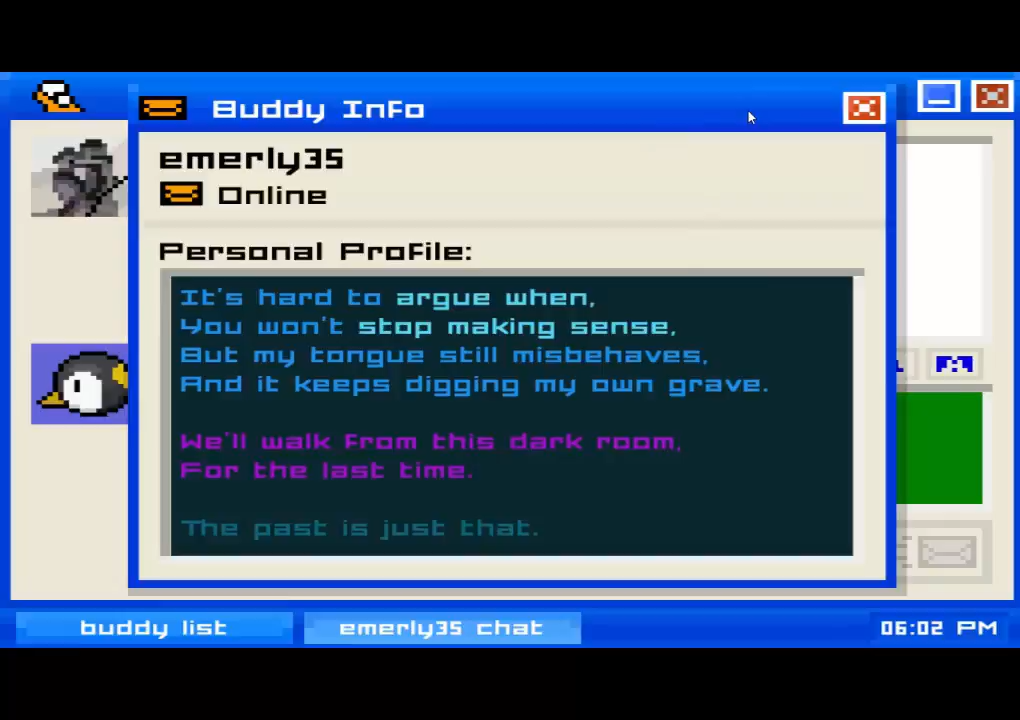 Buddy Info
emerly35
Online
Personal Profile:
It's hard to argue when,
You won't stop making sense,
But my tongue still misbehaves,
And it keeps digging my own grave.
We'll walk from this dark room,
For the last time.
The past is just that.
buddy list
emerly35 chat
06:02 PM